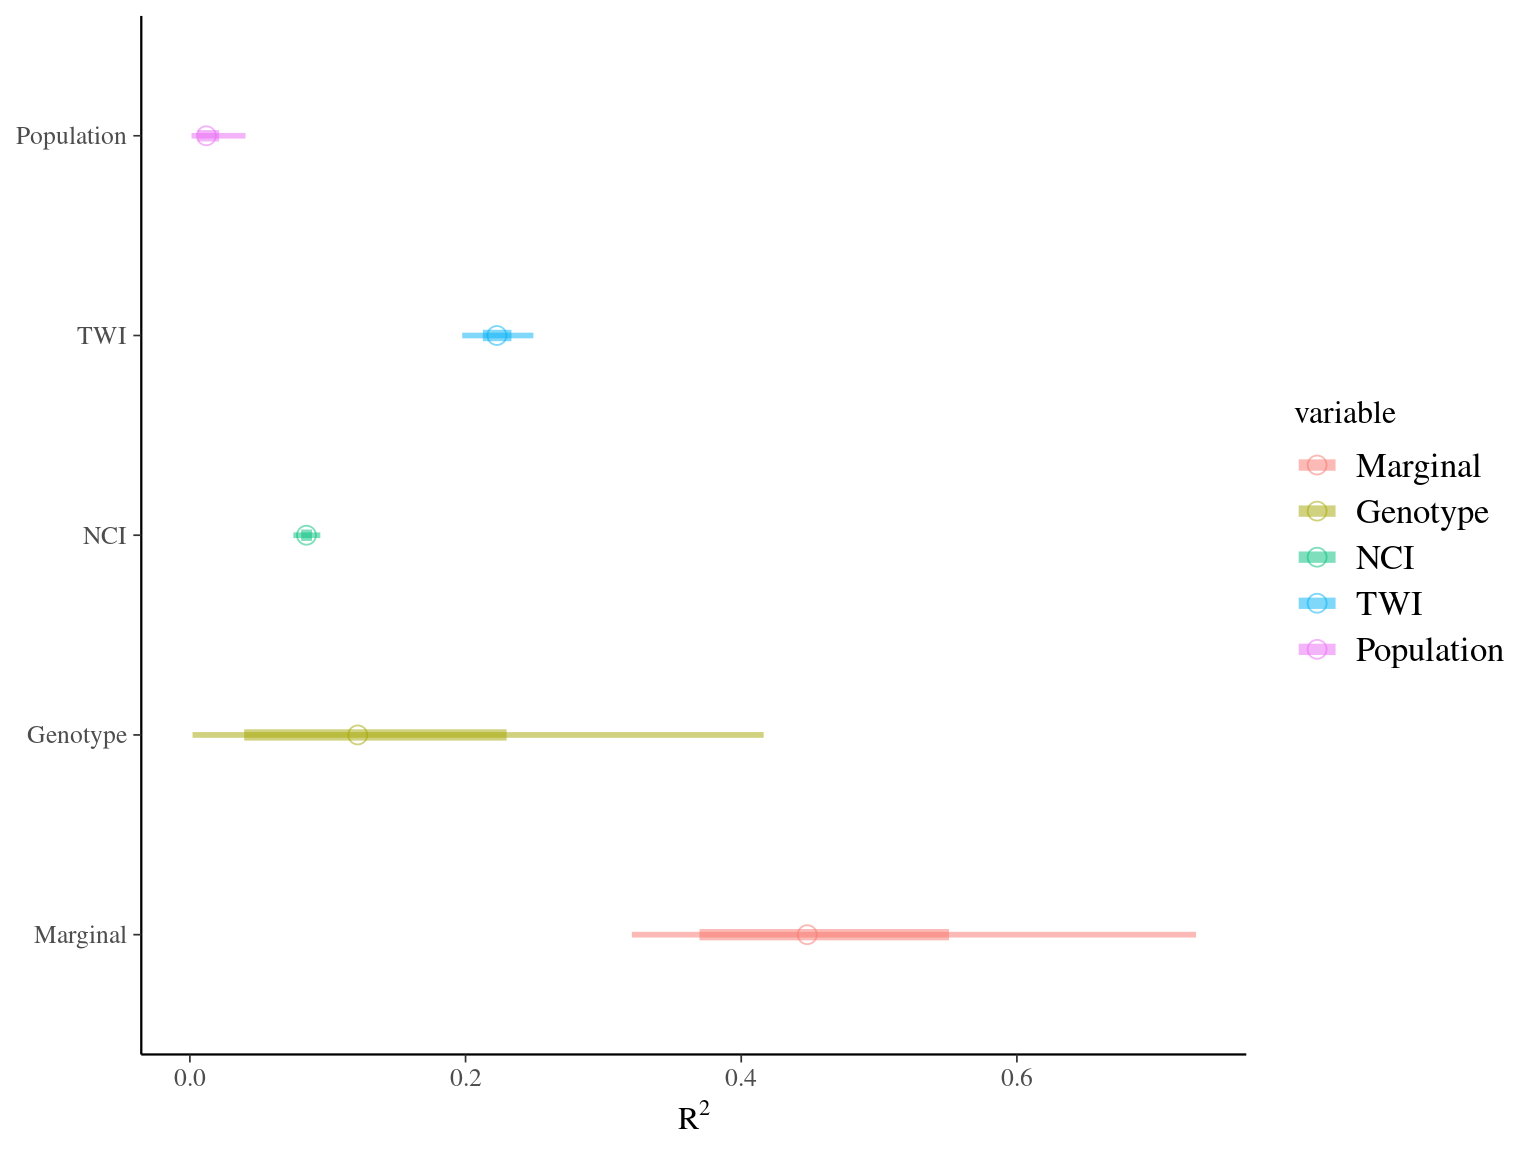 Population
TWI
NCI
Genotype
Marginal
0.0 0.2 0.4 0.6
R²
variable
Marginal
Genotype
NCI
TWI
Population